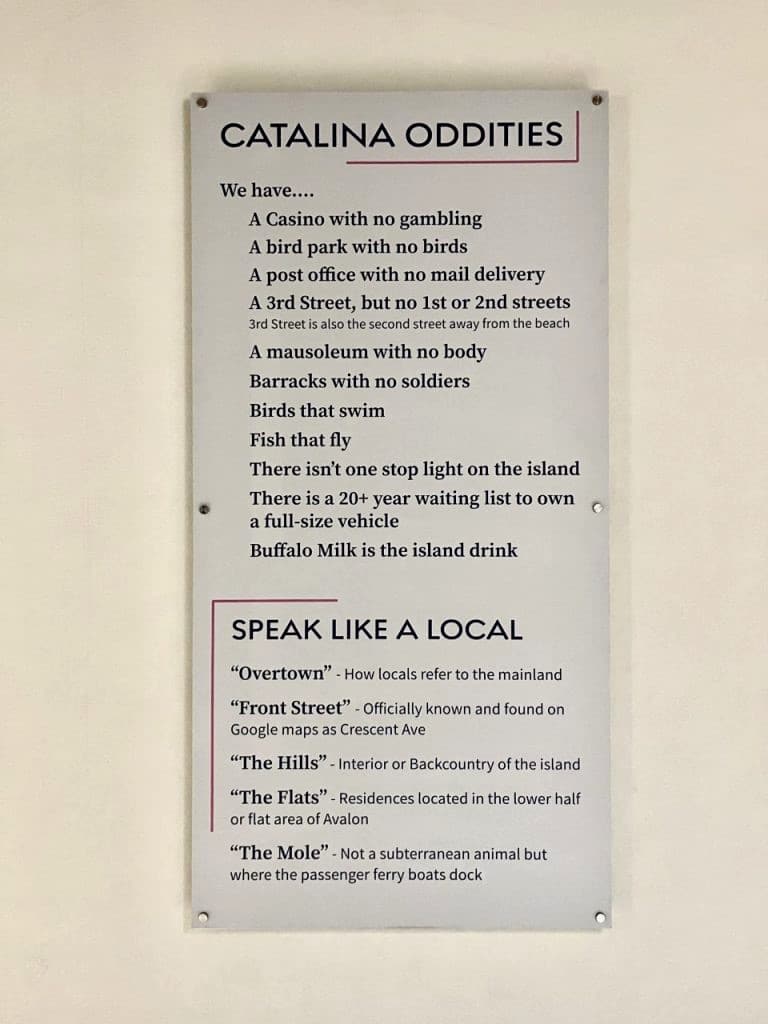 CATALINA ODDITIES
We have....
A Casino with no gambling
A bird park with no birds
A post office with no mail delivery
A 3rd Street, but no 1st or 2nd streets
3rd Street is also the second street away from the beach
A mausoleum with no body
Barracks with no soldiers
Birds that swim
Fish that fly
There isn’t one stop light on the island
There is a 20+ year waiting list to own
a full-size vehicle
Buffalo Milk is the island drink
SPEAK LIKE A LOCAL
“Overtown” - How locals refer to the mainland
“Front Street” - Officially known and found on
Google maps as Crescent Ave
“The Hills” - Interior or Backcountry of the island
“The Flats” - Residences located in the lower half
or flat area of Avalon
“The Mole” - Not a subterranean animal but
where the passenger ferry boats dock